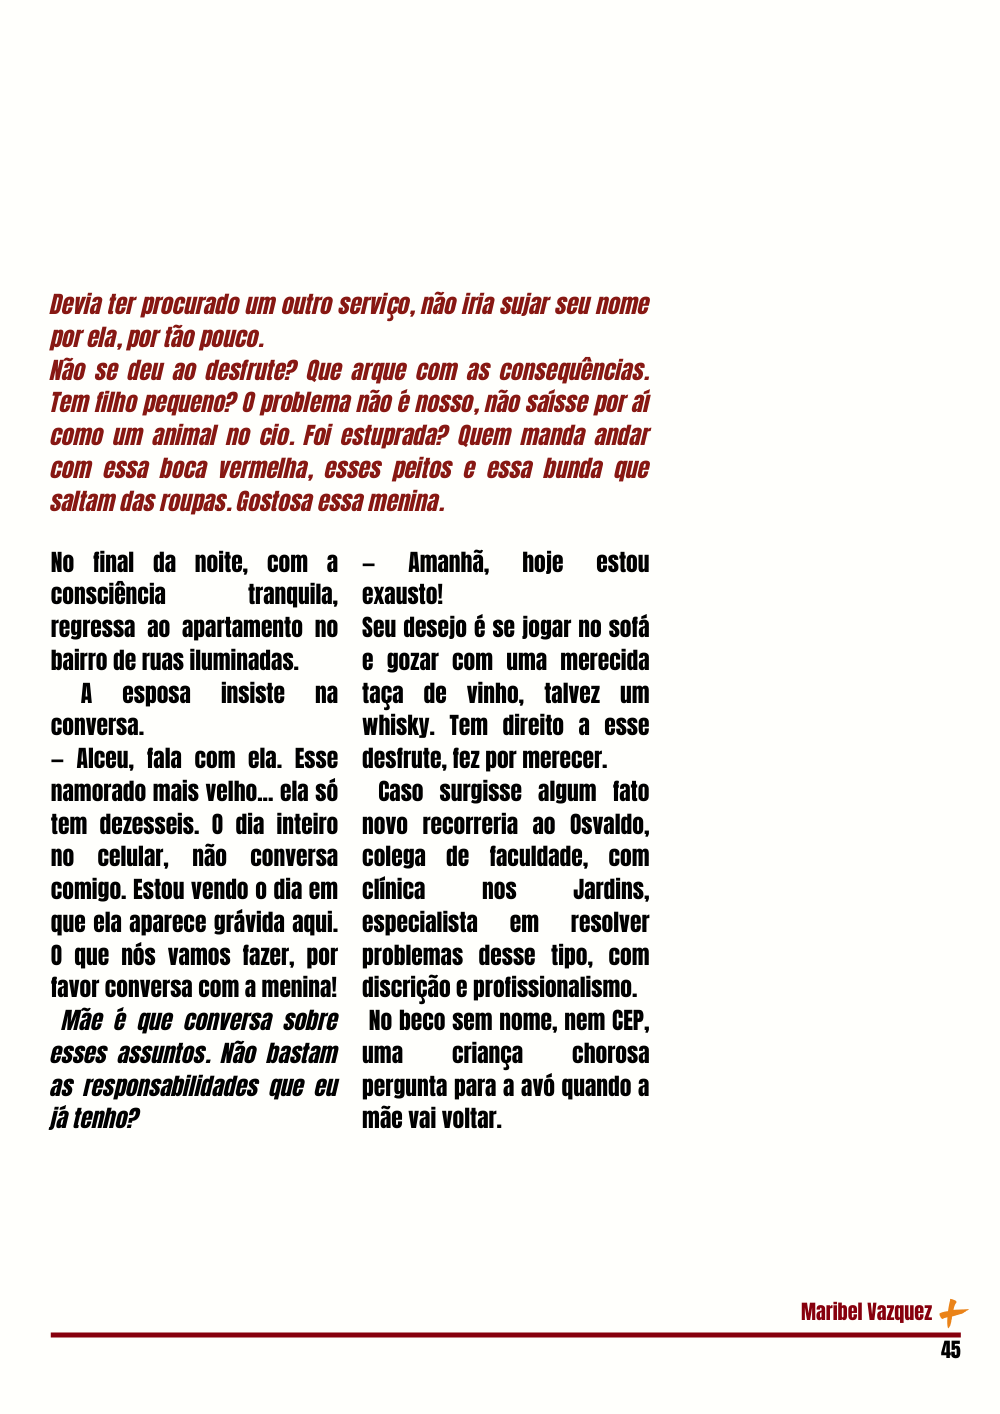 Devia ter procurado um outro serviço, não iria sujar seu nome
por ela, por tão pouco.
Não se deu ao desfrute? Que arque com as consequências.
Tem filho pequeno? O problema não é nosso, não saísse por aí
como um animal no cio. Foi estuprada? Quem manda andar
com essa boca vermelha, esses peitos e essa bunda que
saltam das roupas. Gostosa essa menina.
No final da noite, com a
consciência tranquila,
regressa ao apartamento no
bairro de ruas iluminadas.
A esposa insiste na
conversa.
– Alceu, fala com ela. Esse
namorado mais velho... ela só
tem dezesseis. O dia inteiro
no celular, não conversa
comigo. Estou vendo o dia em
que ela aparece grávida aqui.
O que nós vamos fazer, por
favor conversa com a menina!
Mãe é que conversa sobre
esses assuntos. Não bastam
as responsabilidades que eu
já tenho?
– Amanhã, hoje estou
exausto!
Seu desejo é se jogar no sofá
e gozar com uma merecida
taça de vinho, talvez um
whisky. Tem direito a esse
desfrute, fez por merecer.
Caso surgisse algum fato
novo recorreria ao Osvaldo,
colega de faculdade, com
clínica nos Jardins,
especialista em resolver
problemas desse tipo, com
discrição e profissionalismo.
No beco sem nome, nem CEP,
uma criança chorosa
pergunta para a avó quando a
mãe vai voltar.
Maribel Vazquez
45